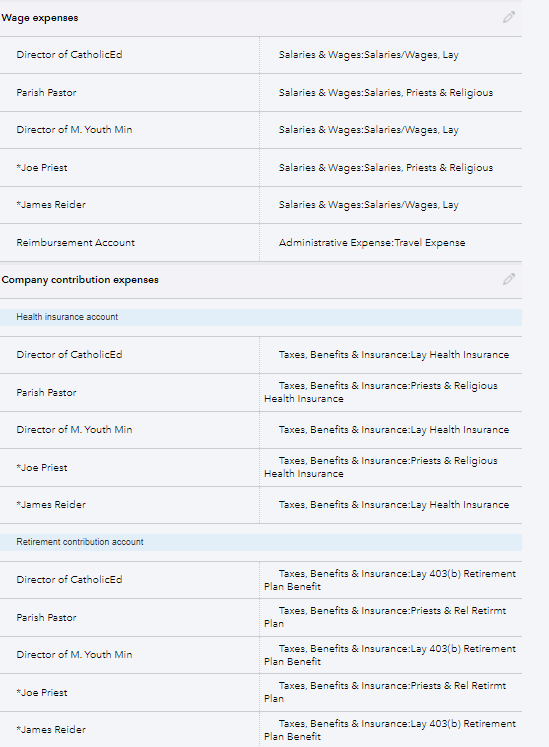 Wage expenses
Director of CatholicEd
Salaries & Wages:Salaries/Wages, Lay
Parish Pastor
Salaries & Wages:Salaries, Priests & Religious
Director of M. Youth Min
Salaries & Wages:Salaries/Wages, Lay
*Joe Priest
Salaries & Wages:Salaries, Priests & Religious
*James Reider
Salaries & Wages:Salaries/Wages, Lay
Reimbursement Account
Administrative Expense:Travel Expense
Company contribution expenses
Health insurance account
Director of CatholicEd
Taxes, Benefits & Insurance:Lay Health Insurance
Parish Pastor
Taxes, Benefits & Insurance:Priests & Religious
Health Insurance
Director of M. Youth Min
Taxes, Benefits & Insurance:Lay Health Insurance
*Joe Priest
Taxes, Benefits & Insurance:Priests & Religious
Health Insurance
*James Reider
Taxes, Benefits & Insurance:Lay Health Insurance
Retirement contribution account
Director of CatholicEd
Taxes, Benefits & Insurance:Lay 403(b) Retirement
Plan Benefit
Parish Pastor
Taxes, Benefits & Insurance:Priests & Rel Retirmt
Plan
Director of M. Youth Min
Taxes, Benefits & Insurance:Lay 403(b) Retirement
Plan Benefit
*Joe Priest
Taxes, Benefits & Insurance:Priests & Rel Retirmt
Plan
*James Reider
Taxes, Benefits & Insurance:Lay 403(b) Retirement
Plan Benefit